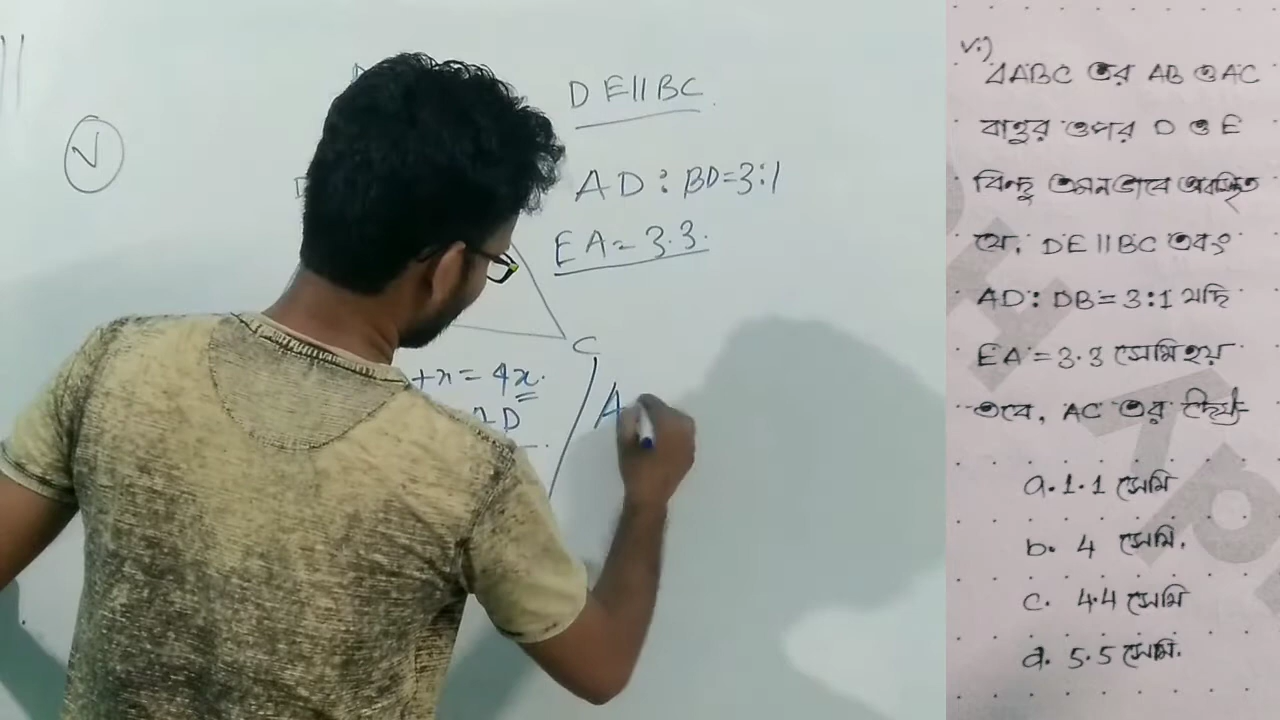 V
DE||BC
AD : BD=3:1
EA= 3.3.
C
+x = 4x.
AD
A
v.)
△ABC এর AB ও AC
বাহুর ওপর D ও E
বিন্দু এমনভাবে অবস্থিত
যে, DE||BC এবং
AD : DB = 3:1 যদি
EA = 3.3 সেমি হয়
তবে, AC এর দৈর্ঘ্য
a. 1.1 সেমি
b. 4 সেমি.
c. 4.4 সেমি
d. 5.5 সেমি.